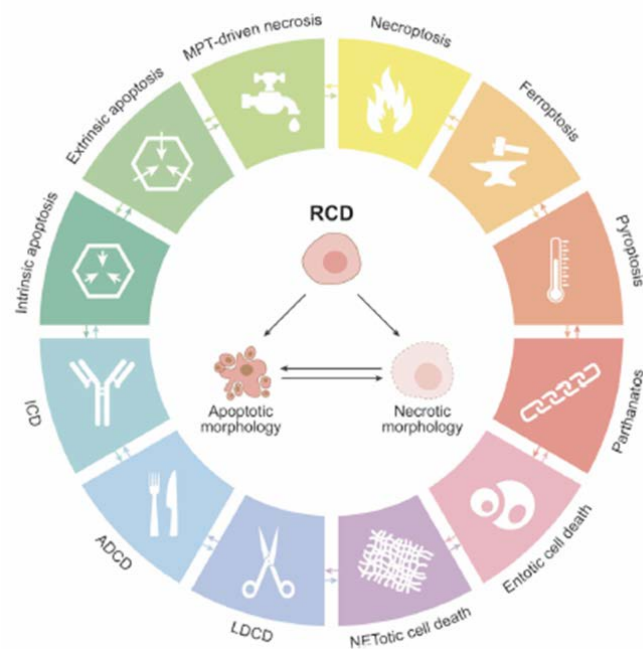 MPT-driven necrosis
Necroptosis
Ferroptosis
Pyroptosis
Parthanatos
Entotic cell death
NETotic cell death
LDCD
ADCD
ICD
Intrinsic apoptosis
Extrinsic apoptosis
RCD
Apoptotic
morphology
Necrotic
morphology